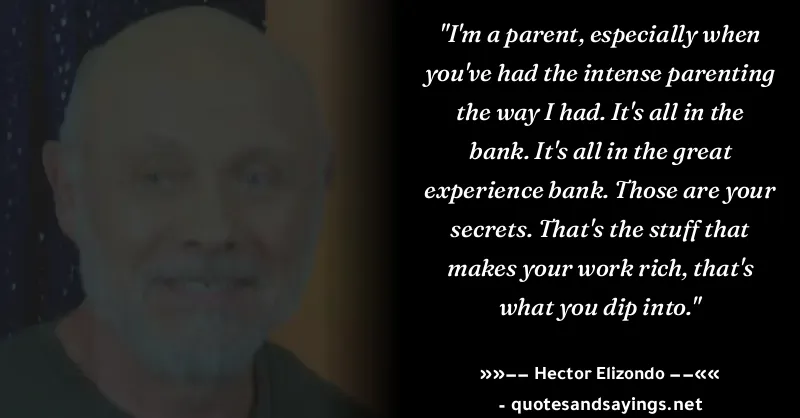 "I'm a parent, especially when
you've had the intense parenting
the way I had. It's all in the
bank. It's all in the great
experience bank. Those are your
secrets. That's the stuff that
makes your work rich, that's
what you dip into."
»»−− Hector Elizondo −−««
- quotesandsayings.net